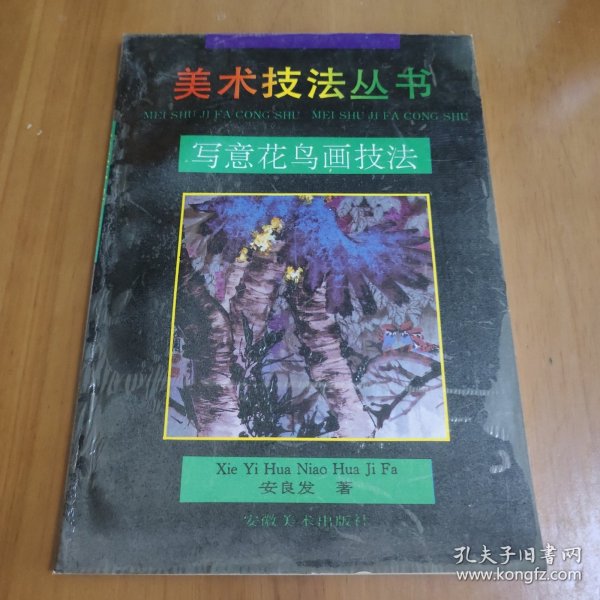 美术技法丛书
MEI SHU JI FA CONG SHU MEI SHU JI FA CONG SHU
写意花鸟画技法
Xie Yi Hua Niao Hua Ji Fa
安良发 著
安徽美术出版社
孔夫子旧书网
www.kongfz.com